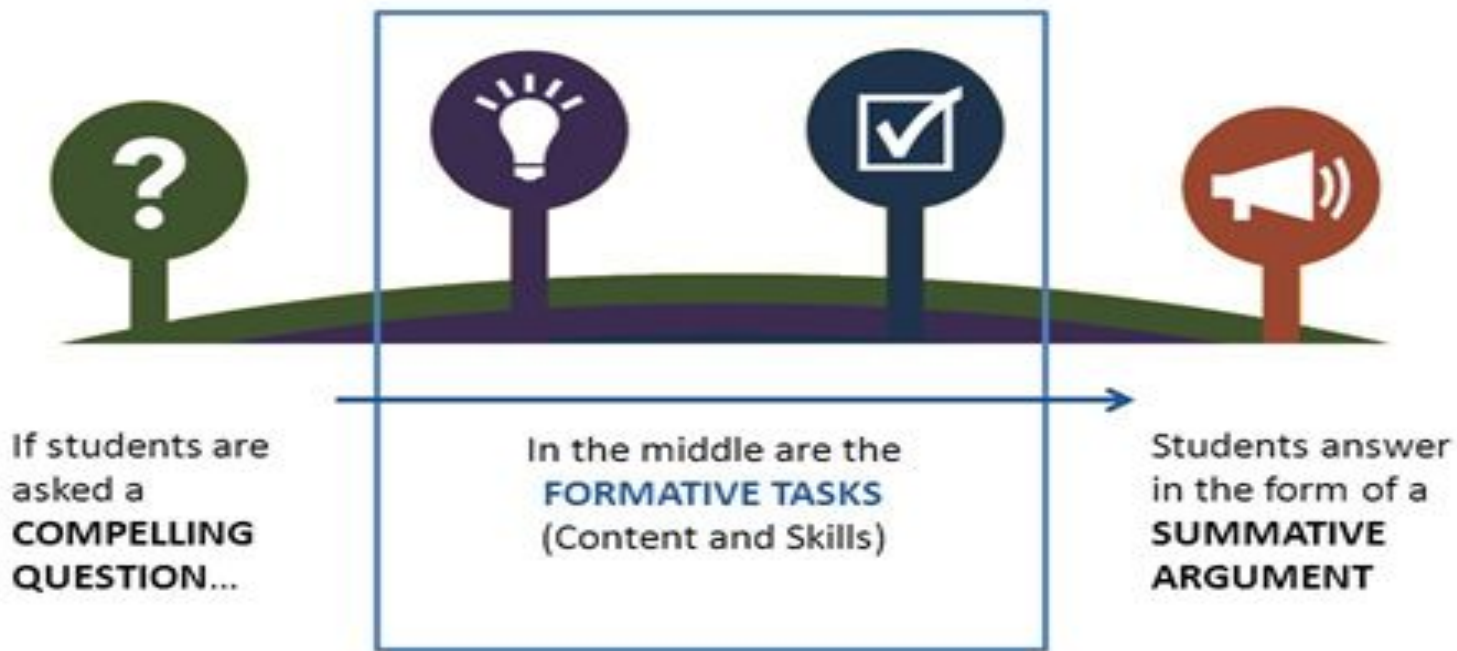 If students are
asked a
COMPELLING
QUESTION...
In the middle are the
FORMATIVE TASKS
(Content and Skills)
Students answer
in the form of a
SUMMATIVE
ARGUMENT